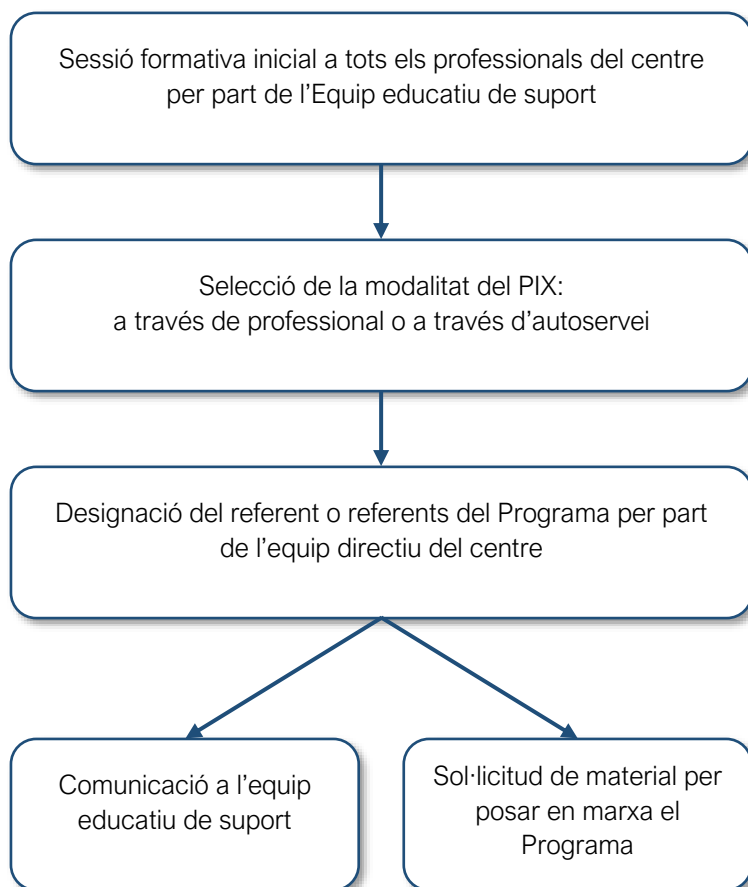 Sessió formativa inicial a tots els professionals del centre
per part de l’Equip educatiu de suport
Selecció de la modalitat del PIX:
a través de professional o a través d’autoservei
Designació del referent o referents del Programa per part
de l’equip directiu del centre
Comunicació a l’equip
educatiu de suport
Sol·licitud de material per
posar en marxa el
Programa